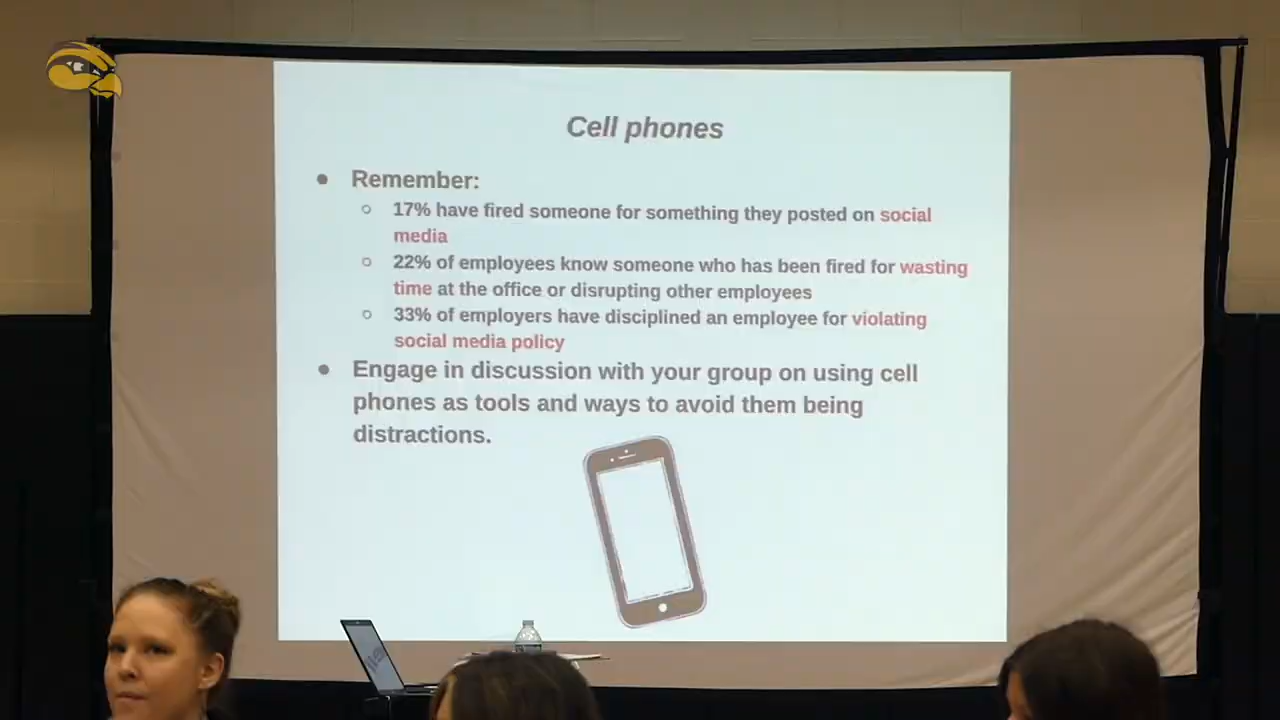 Cell phones
● Remember:
○ 17% have fired someone for something they posted on social
media
○ 22% of employees know someone who has been fired for wasting
time at the office or disrupting other employees
○ 33% of employers have disciplined an employee for violating
social media policy
● Engage in discussion with your group on using cell
phones as tools and ways to avoid them being
distractions.